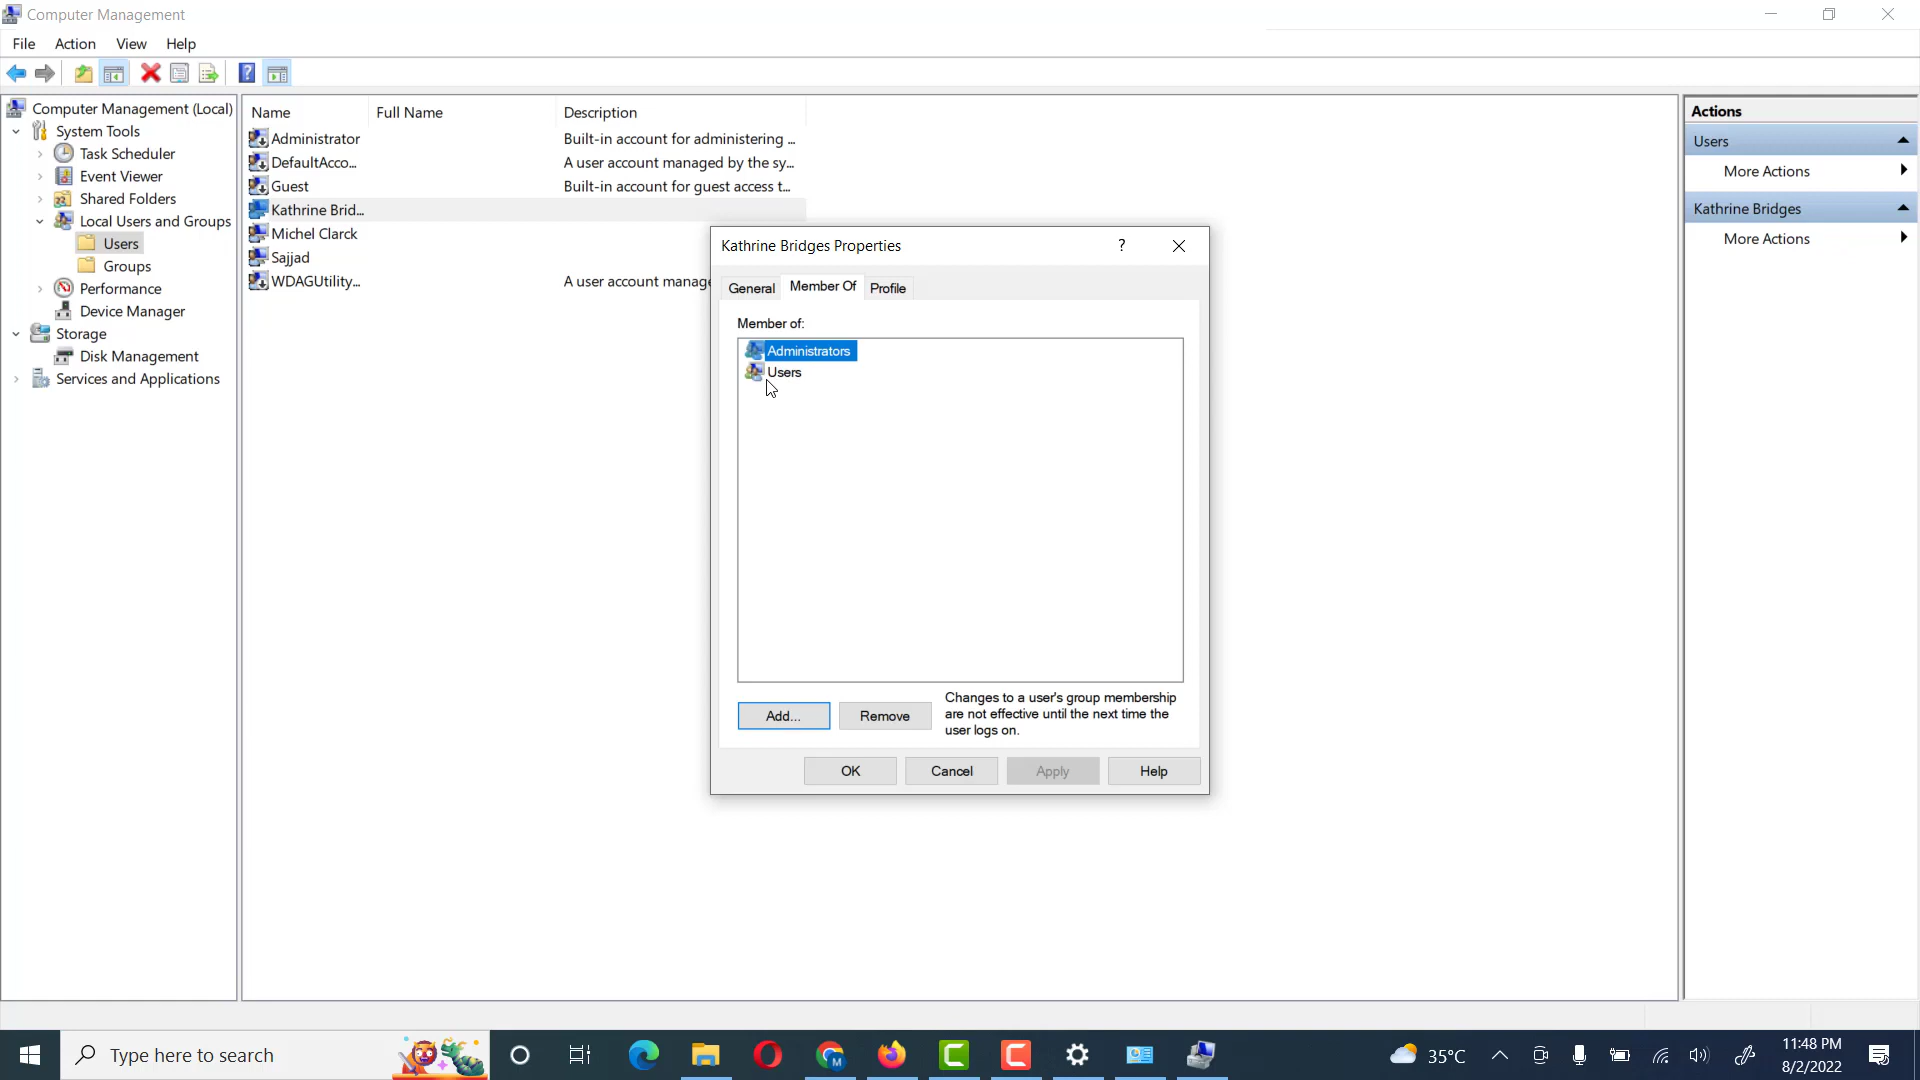 Computer Management
File Action View Help
Computer Management (Local)
System Tools
Task Scheduler
Event Viewer
Shared Folders
Local Users and Groups
Users
Groups
Performance
Device Manager
Storage
Disk Management
Services and Applications
Name Full Name Description
Administrator Built-in account for administering ...
DefaultAcco... A user account managed by the sy...
Guest Built-in account for guest access t...
Kathrine Brid...
Michel Clarck
Sajjad
WDAGUtility... A user account manage
Kathrine Bridges Properties
?
General Member Of Profile
Member of:
Administrators
Users
Add... Remove
Changes to a user's group membership
are not effective until the next time the
user logs on.
OK Cancel Apply Help
Actions
Users
More Actions
Kathrine Bridges
More Actions
Type here to search
M
35°C
11:48 PM
8/2/2022